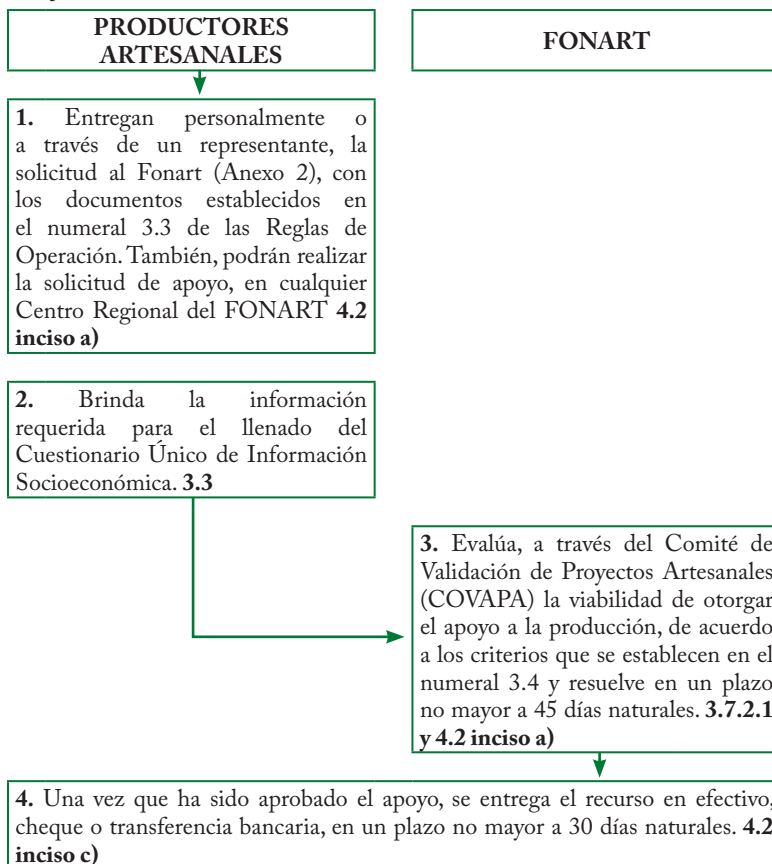 PRODUCTORES
ARTESANALES
FONART
1. Entregan personalmente o
a través de un representante, la
solicitud al Fonart (Anexo 2), con
los documentos establecidos en
el numeral 3.3 de las Reglas de
Operación. También, podrán realizar
la solicitud de apoyo, en cualquier
Centro Regional del FONART 4.2
inciso a)
2. Brinda la información
requerida para el llenado del
Cuestionario Único de Información
Socioeconómica. 3.3
3. Evalúa, a través del Comité de
Validación de Proyectos Artesanales
(COVAPA) la viabilidad de otorgar
el apoyo a la producción, de acuerdo
a los criterios que se establecen en el
numeral 3.4 y resuelve en un plazo
no mayor a 45 días naturales. 3.7.2.1
y 4.2 inciso a)
4. Una vez que ha sido aprobado el apoyo, se entrega el recurso en efectivo,
cheque o transferencia bancaria, en un plazo no mayor a 30 días naturales. 4.2
inciso c)